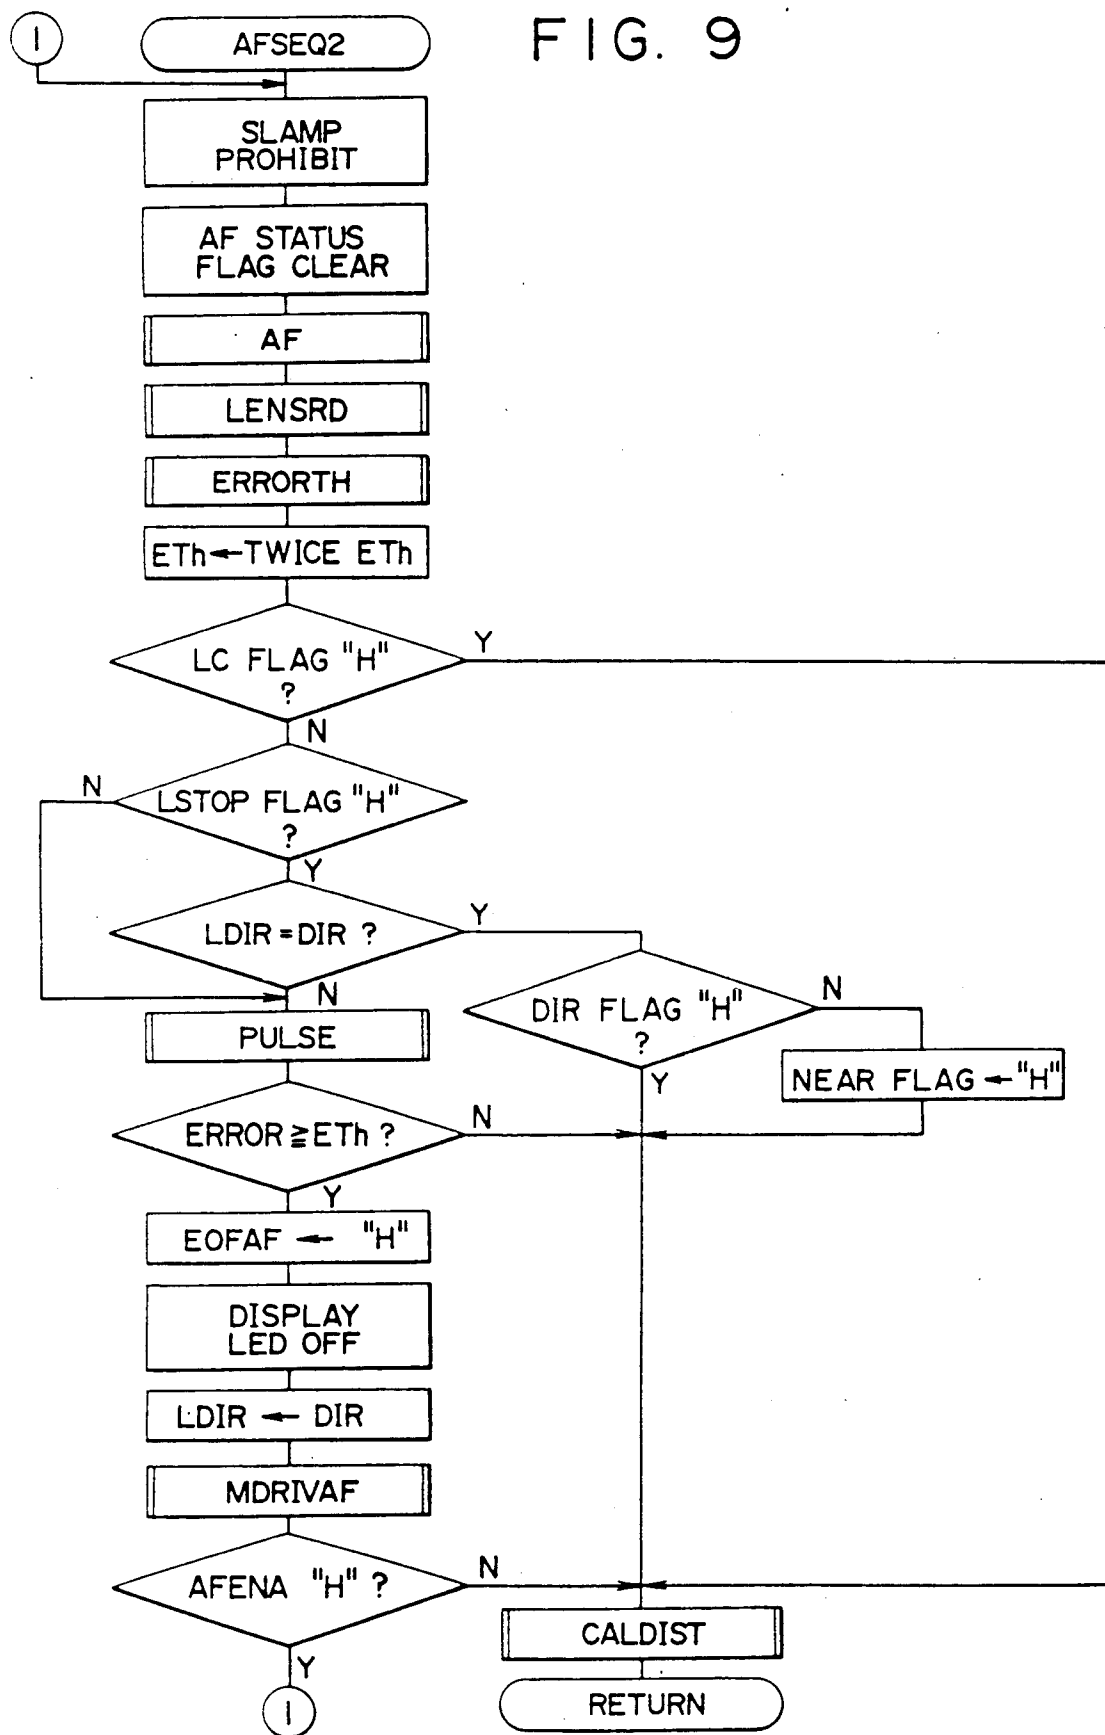 FIG. 9
1
AFSEQ2
SLAMP
PROHIBIT
AF STATUS
FLAG CLEAR
AF
LENSRD
ERRORTH
ETh←TWICE ETh
LC FLAG "H"
?
Y
N
LSTOP FLAG "H"
?
N
Y
LDIR=DIR ?
Y
N
DIR FLAG "H"
?
N
Y
NEAR FLAG ← "H"
PULSE
ERROR≧ETh ?
N
Y
EOFAF ← "H"
DISPLAY
LED OFF
LDIR ← DIR
MDRIVAF
AFENA "H" ?
N
Y
1
CALDIST
RETURN